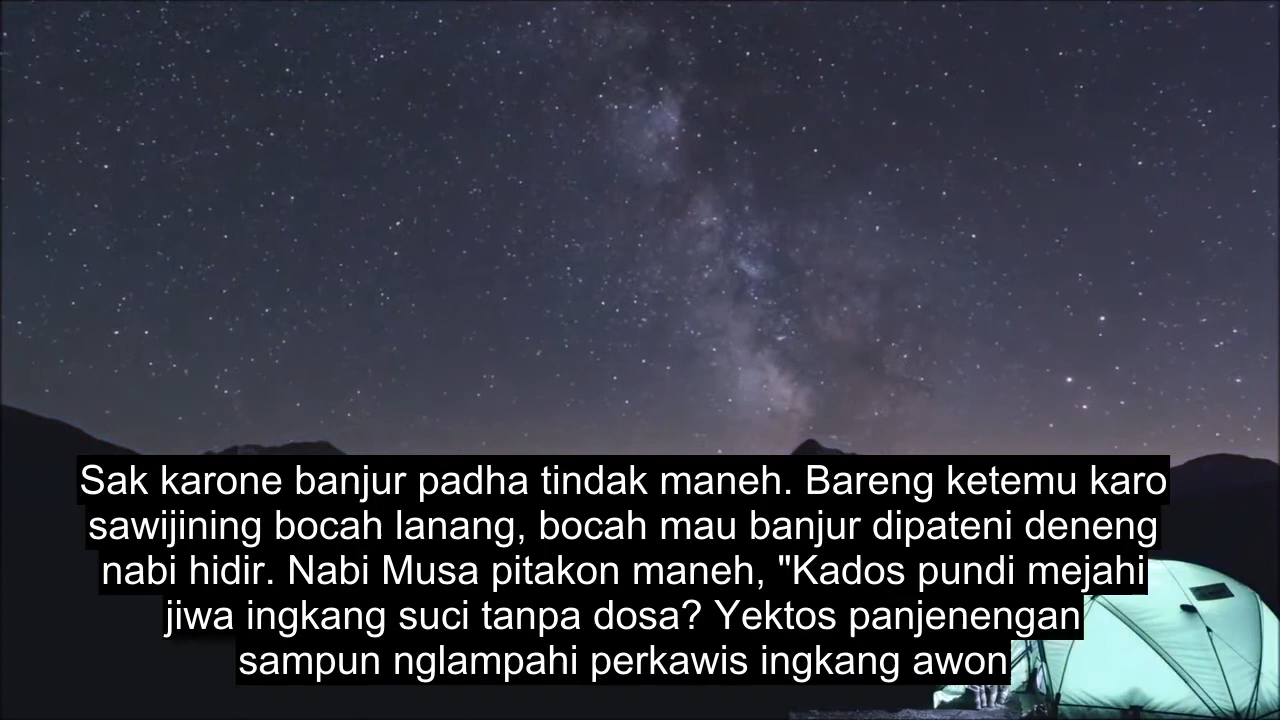 Sak karone banjur padha tindak maneh. Bareng ketemu karo
sawijining bocah lanang, bocah mau banjur dipateni deneng
nabi hidir. Nabi Musa pitakon maneh, "Kados pundi mejahi
jiwa ingkang suci tanpa dosa? Yektos panjenengan
sampun nglampahi perkawis ingkang awon